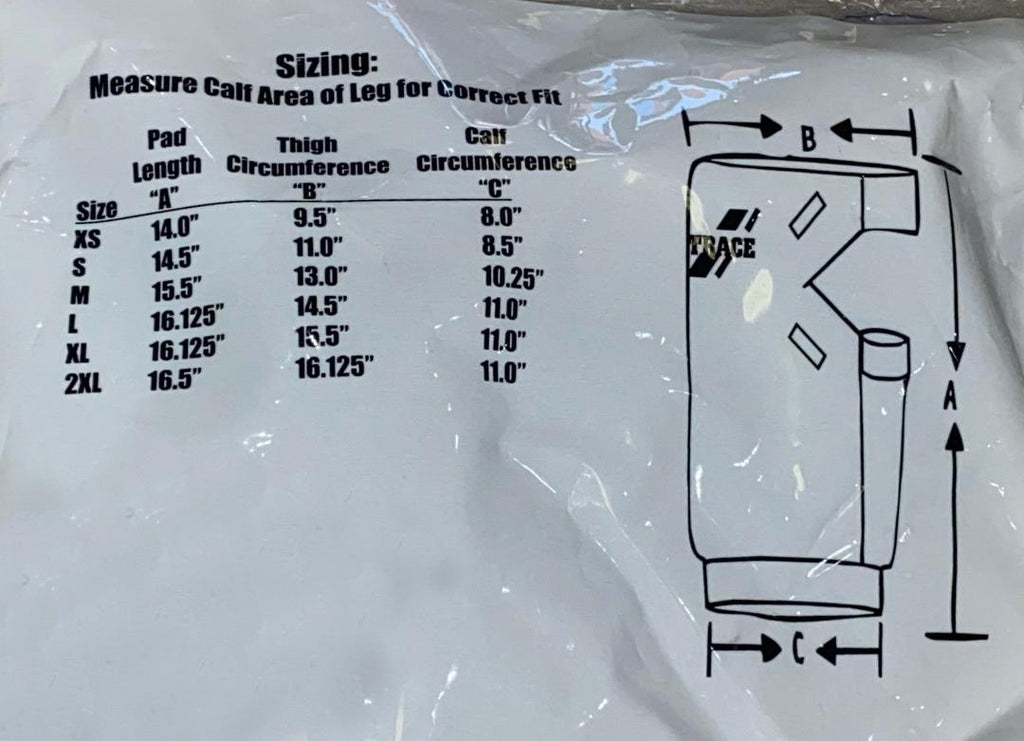 Sizing:
Measure Calf Area of Leg for Correct Fit
Pad Length "A"
Thigh Circumference "B"
Calf Circumference "C"
Size
XS 14.0" 9.5" 8.0"
S 14.5" 11.0" 8.5"
M 15.5" 13.0" 10.25"
L 16.125" 14.5" 11.0"
XL 16.125" 15.5" 11.0"
2XL 16.5" 16.125" 11.0"
B
TRACE
A
C